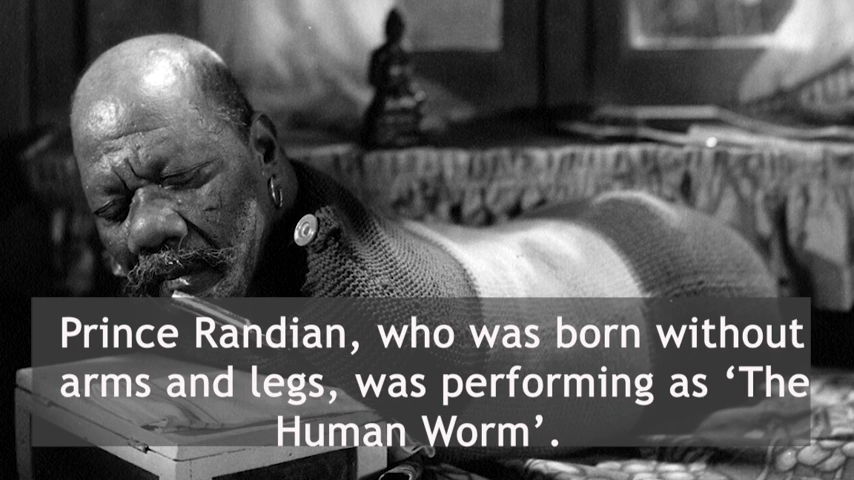 Prince Randian, who was born without
arms and legs, was performing as ‘The
Human Worm’.